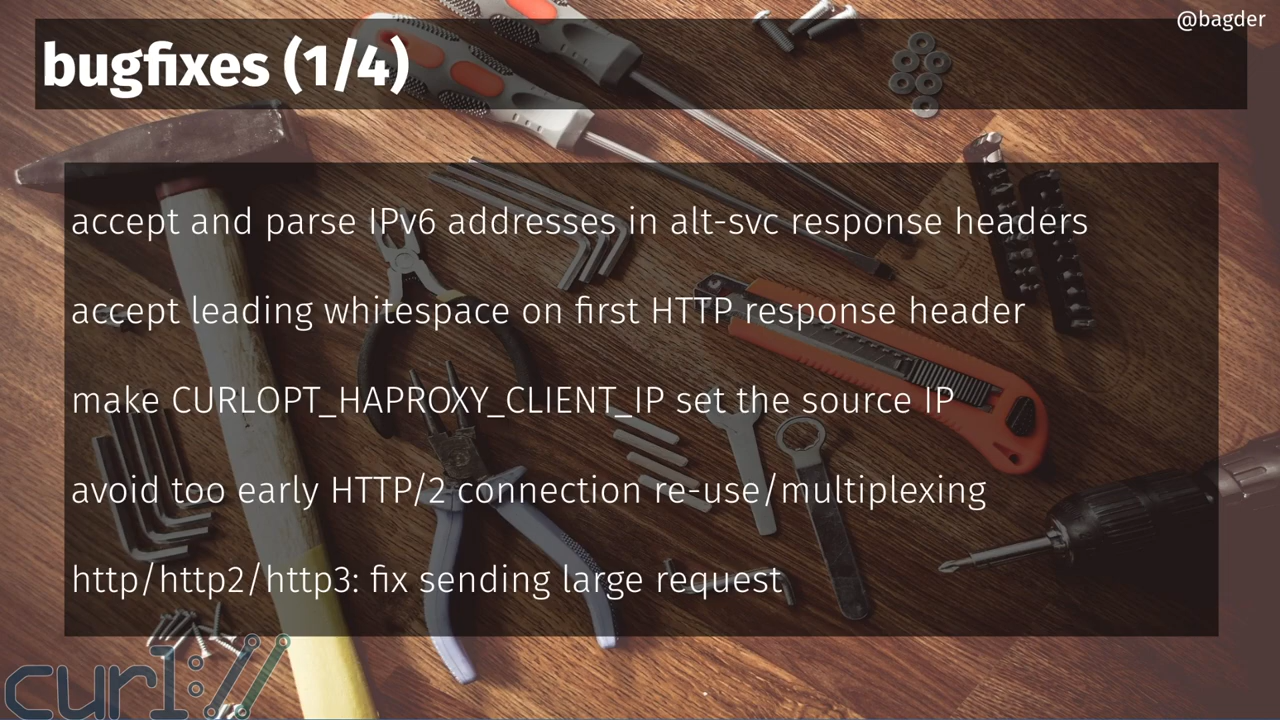 @bagder
bugfixes (1/4)
accept and parse IPv6 addresses in alt-svc response headers
accept leading whitespace on first HTTP response header
make CURLOPT_HAPROXY_CLIENT_IP set the source IP
avoid too early HTTP/2 connection re-use/multiplexing
http/http2/http3: fix sending large request
curl://